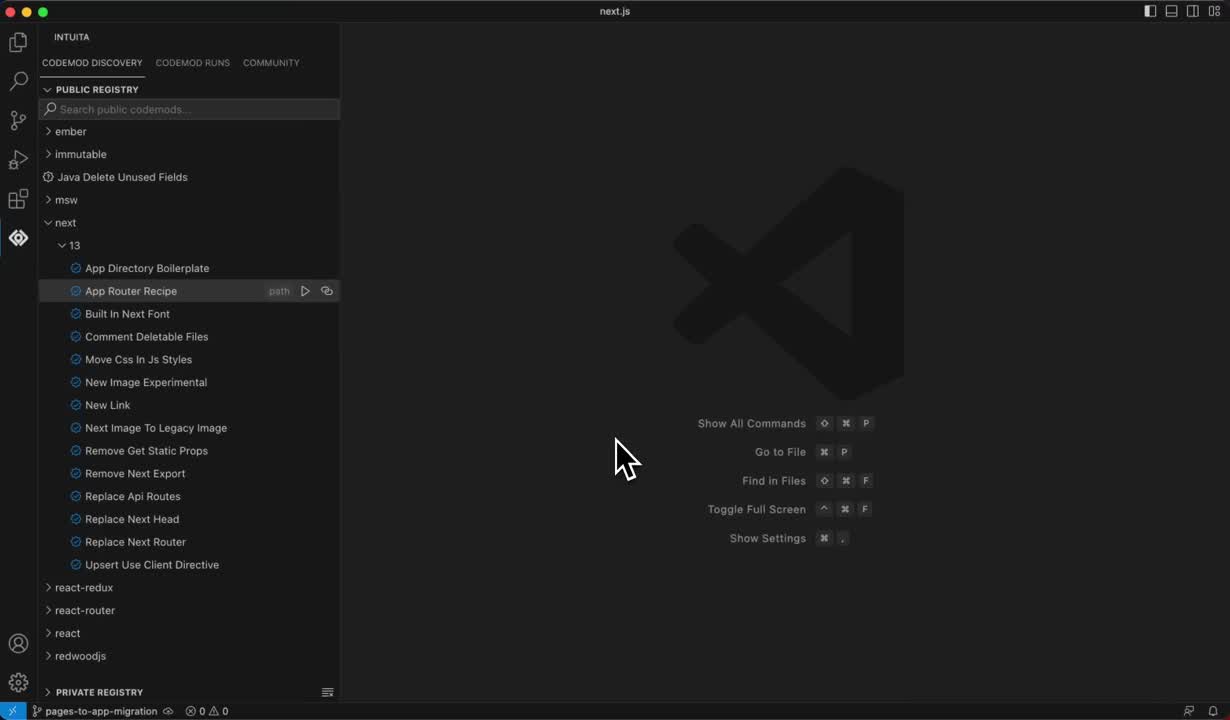 next.js
INTUITA
CODEMOD DISCOVERY CODEMOD RUNS COMMUNITY
PUBLIC REGISTRY
Search public codemods...
ember
immutable
Java Delete Unused Fields
msw
next
13
App Directory Boilerplate
App Router Recipe path
Built In Next Font
Comment Deletable Files
Move Css In Js Styles
New Image Experimental
New Link
Next Image To Legacy Image
Remove Get Static Props
Remove Next Export
Replace Api Routes
Replace Next Head
Replace Next Router
Upsert Use Client Directive
react-redux
react-router
react
redwoodjs
PRIVATE REGISTRY
Show All Commands ⇧ ⌘ P
Go to File ⌘ P
Find in Files ⇧ ⌘ F
Toggle Full Screen ^ ⌘ F
Show Settings ⌘ ,
pages-to-app-migration 0 0